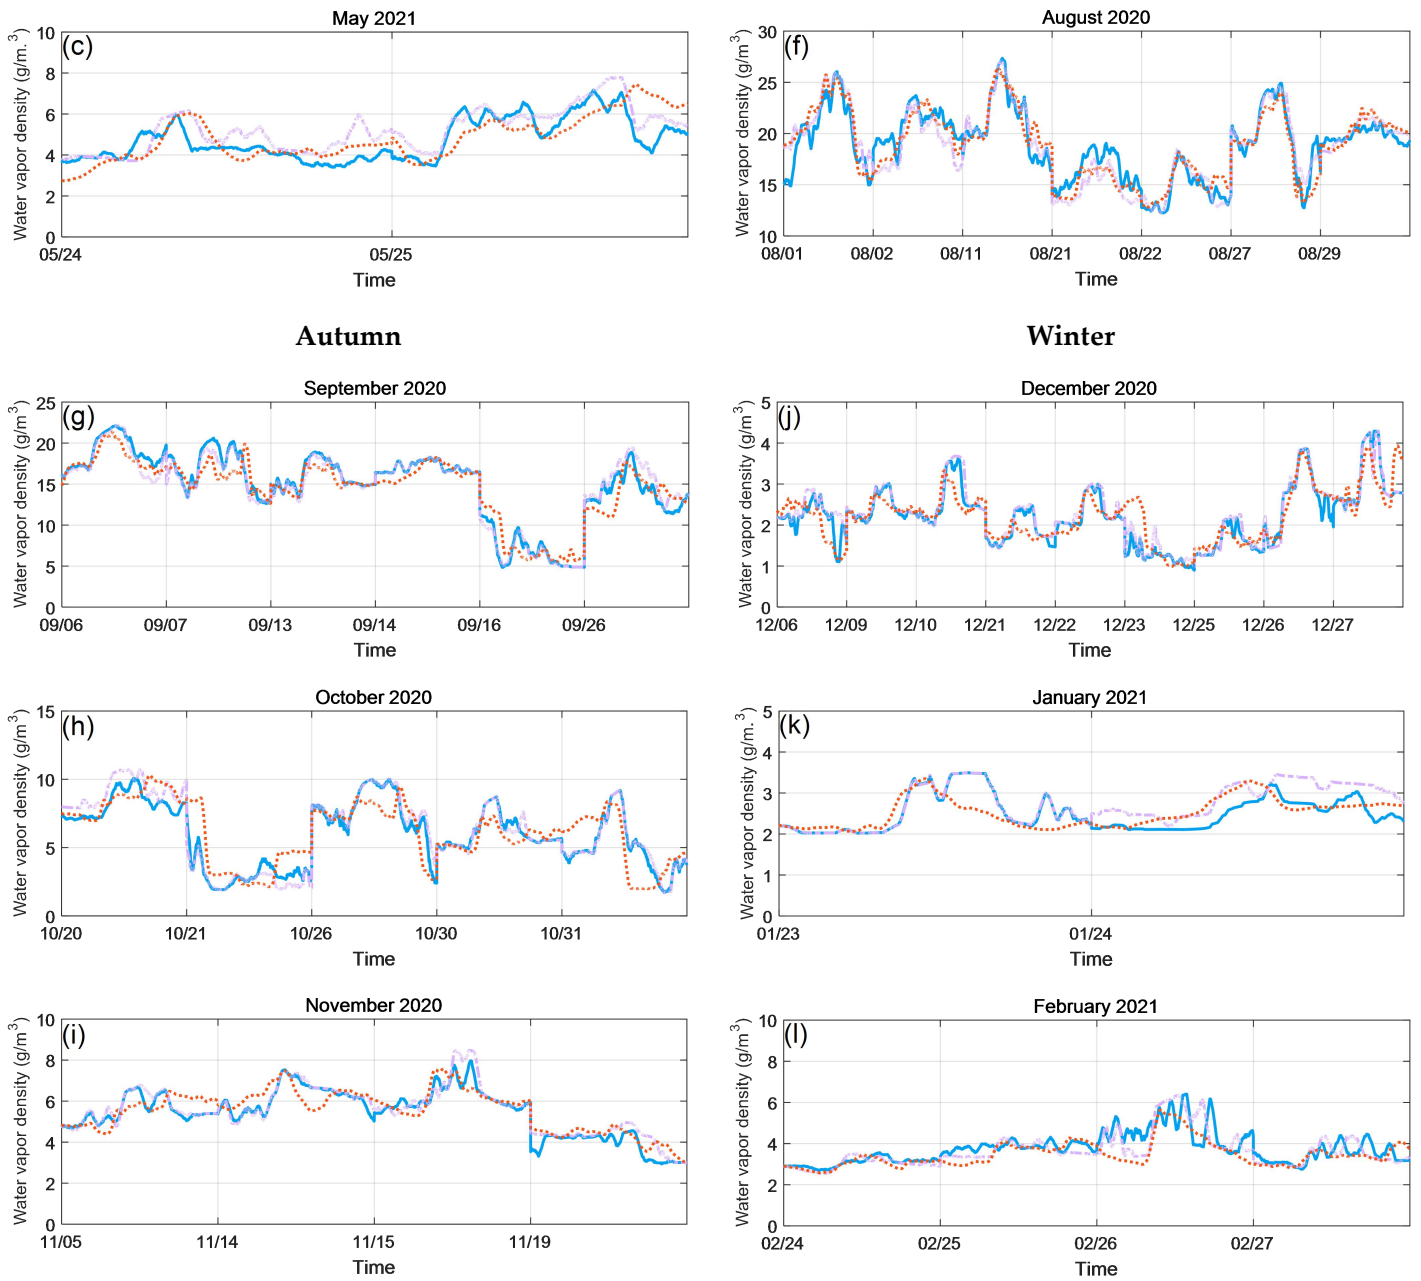 May 2021
(c)
Water vapor density (g/m.³)
10
8
6
4
2
0
05/24 05/25
Time
August 2020
(f)
Water vapor density (g/m³)
30
25
20
15
10
08/01 08/02 08/11 08/21 08/22 08/27 08/29
Time
Autumn
Winter
September 2020
(g)
Water vapor density (g/m³)
25
20
15
10
5
0
09/06 09/07 09/13 09/14 09/16 09/26
Time
December 2020
(j)
Water vapor density (g/m³)
5
4
3
2
1
0
12/06 12/09 12/10 12/21 12/22 12/23 12/25 12/26 12/27
Time
October 2020
(h)
Water vapor density (g/m³)
15
10
5
0
10/20 10/21 10/26 10/30 10/31
Time
January 2021
(k)
Water vapor density (g/m.³)
5
4
3
2
1
0
01/23 01/24
Time
November 2020
(i)
Water vapor density (g/m³)
10
8
6
4
2
0
11/05 11/14 11/15 11/19
Time
February 2021
(l)
Water vapor density (g/m³)
10
8
6
4
2
0
02/24 02/25 02/26 02/27
Time